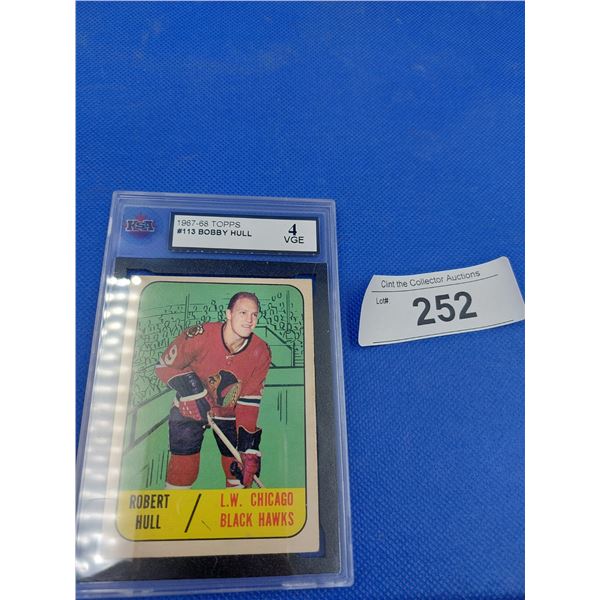 KSA
1967-68 TOPPS
#113 BOBBY HULL
4
VGE
Clint the Collector Auctions
Lot#
252
9
ROBERT
HULL
/
L.W. CHICAGO
BLACK HAWKS